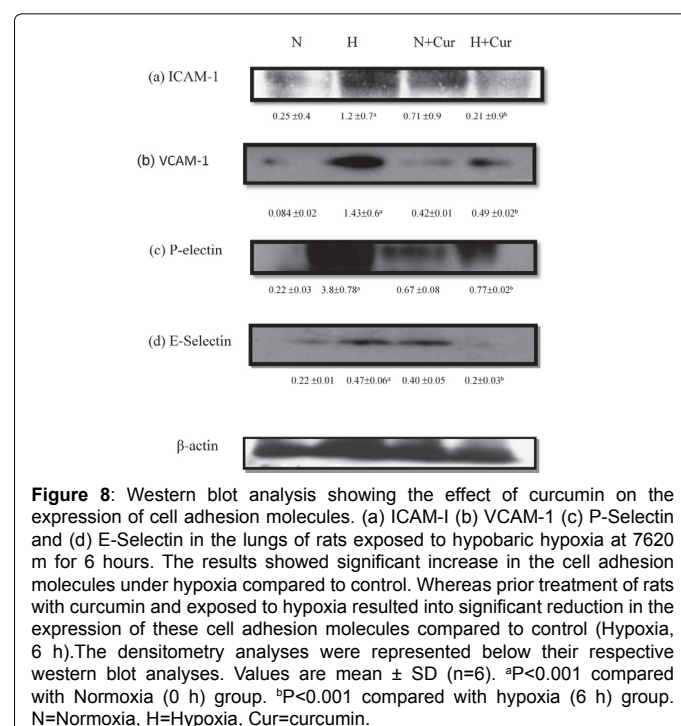 N H N+Cur H+Cur
(a) ICAM-1
0.25 ±0.4 1.2 ±0.7ᵃ 0.71 ±0.9 0.21 ±0.9ᵇ
(b) VCAM-1
0.084 ±0.02 1.43±0.6ᵃ 0.42±0.01 0.49 ±0.02ᵇ
(c) P-electin
0.22 ±0.03 3.8±0.78ᵃ 0.67 ±0.08 0.77±0.02ᵇ
(d) E-Selectin
0.22 ±0.01 0.47±0.06ᵃ 0.40 ±0.05 0.2±0.03ᵇ
β-actin
Figure 8: Western blot analysis showing the effect of curcumin on the
expression of cell adhesion molecules. (a) ICAM-I (b) VCAM-1 (c) P-Selectin
and (d) E-Selectin in the lungs of rats exposed to hypobaric hypoxia at 7620
m for 6 hours. The results showed significant increase in the cell adhesion
molecules under hypoxia compared to control. Whereas prior treatment of rats
with curcumin and exposed to hypoxia resulted into significant reduction in the
expression of these cell adhesion molecules compared to control (Hypoxia,
6 h).The densitometry analyses were represented below their respective
western blot analyses. Values are mean ± SD (n=6). ᵃP<0.001 compared
with Normoxia (0 h) group. ᵇP<0.001 compared with hypoxia (6 h) group.
N=Normoxia, H=Hypoxia, Cur=curcumin.